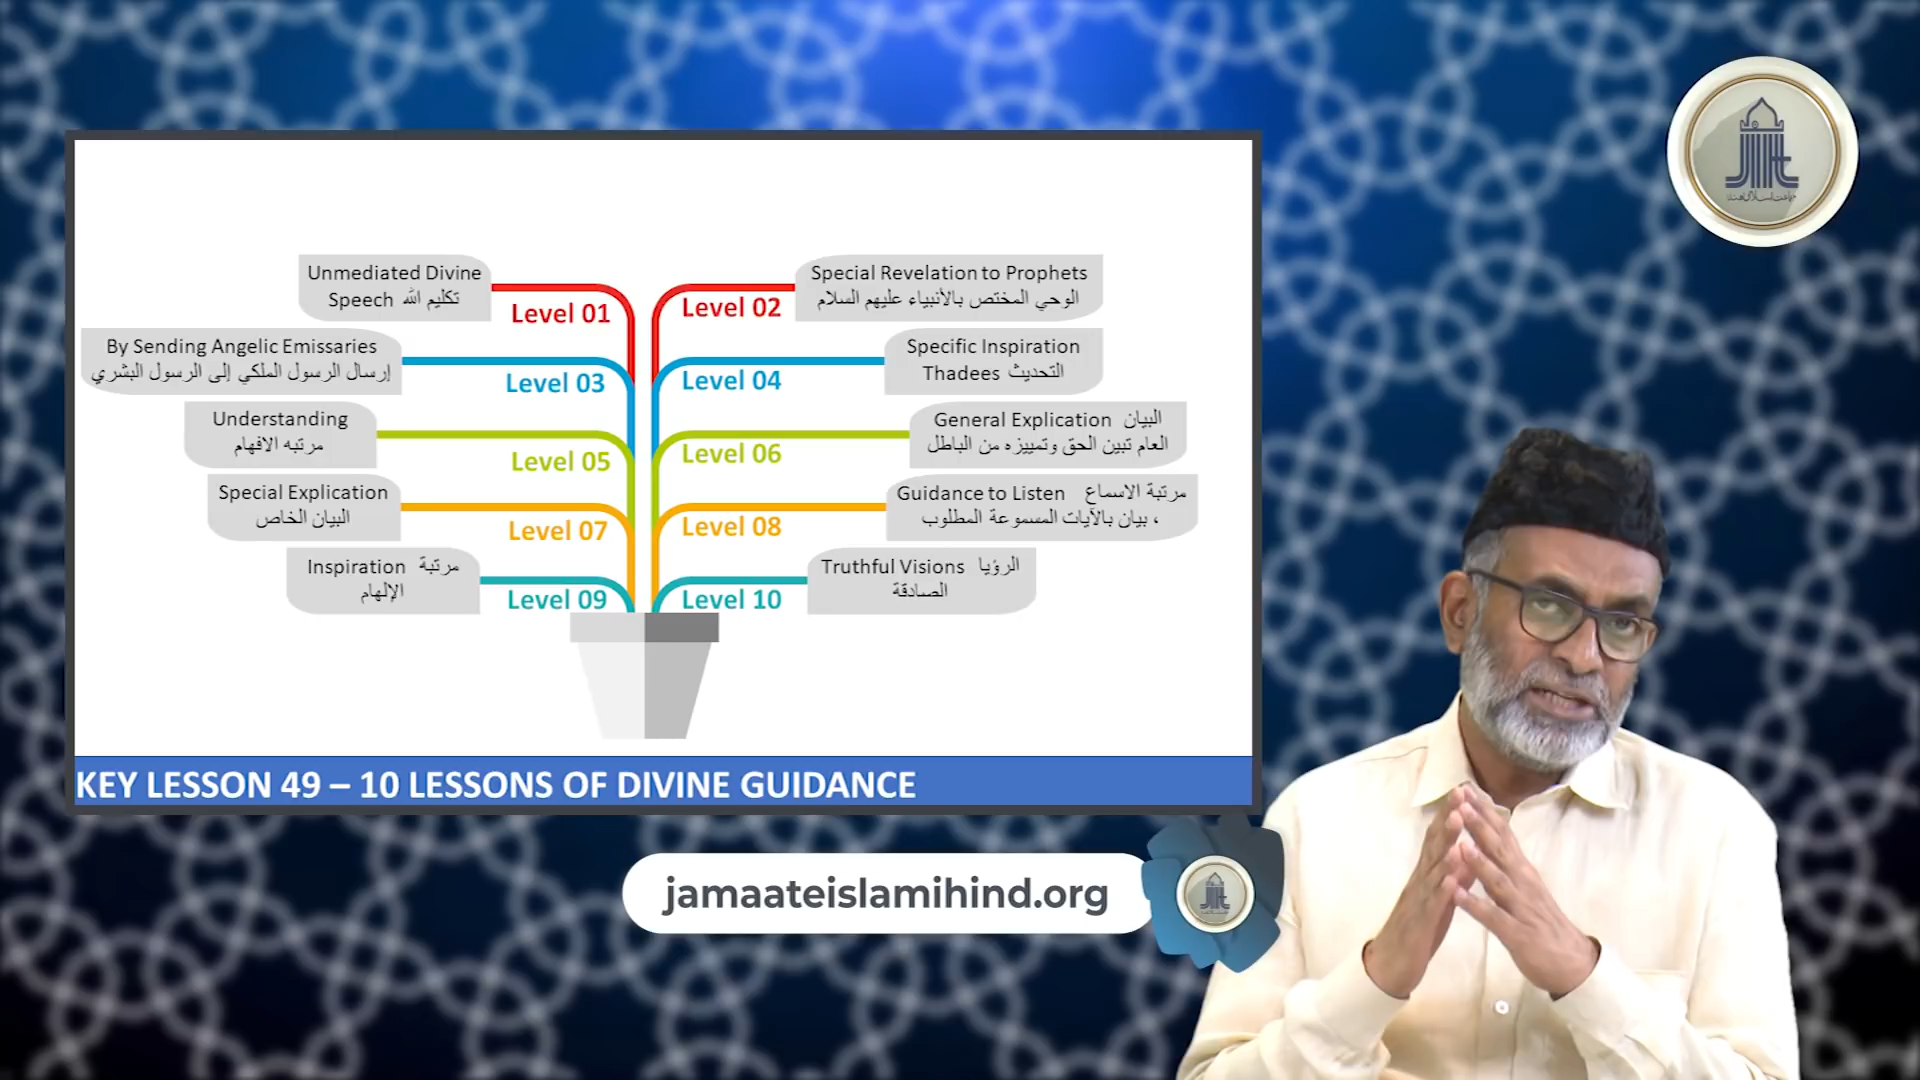 Unmediated Divine
Speech تكليم الله
Level 01
Special Revelation to Prophets
الوحي المختص بالأنبياء عليهم السلام
Level 02
By Sending Angelic Emissaries
إرسال الرسول الملكي إلى الرسول البشري
Level 03
Specific Inspiration
Thadees التحديث
Level 04
Understanding
مرتبه الافهام
Level 05
General Explication البيان
العام تبين الحق وتمييزه من الباطل
Level 06
Special Explication
البيان الخاص
Level 07
Guidance to Listen مرتبة الاسماع
، بيان بالآيات المسموعة المطلوب
Level 08
Inspiration مرتبة
الإلهام
Level 09
Truthful Visions الرؤيا
الصادقة
Level 10
KEY LESSON 49 – 10 LESSONS OF DIVINE GUIDANCE
jamaateislamihind.org